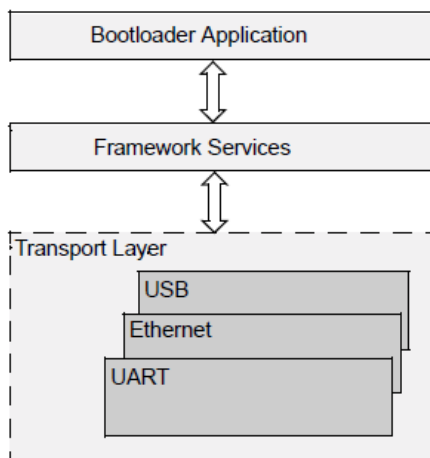 Bootloader Application
Framework Services
Transport Layer
USB
Ethernet
UART